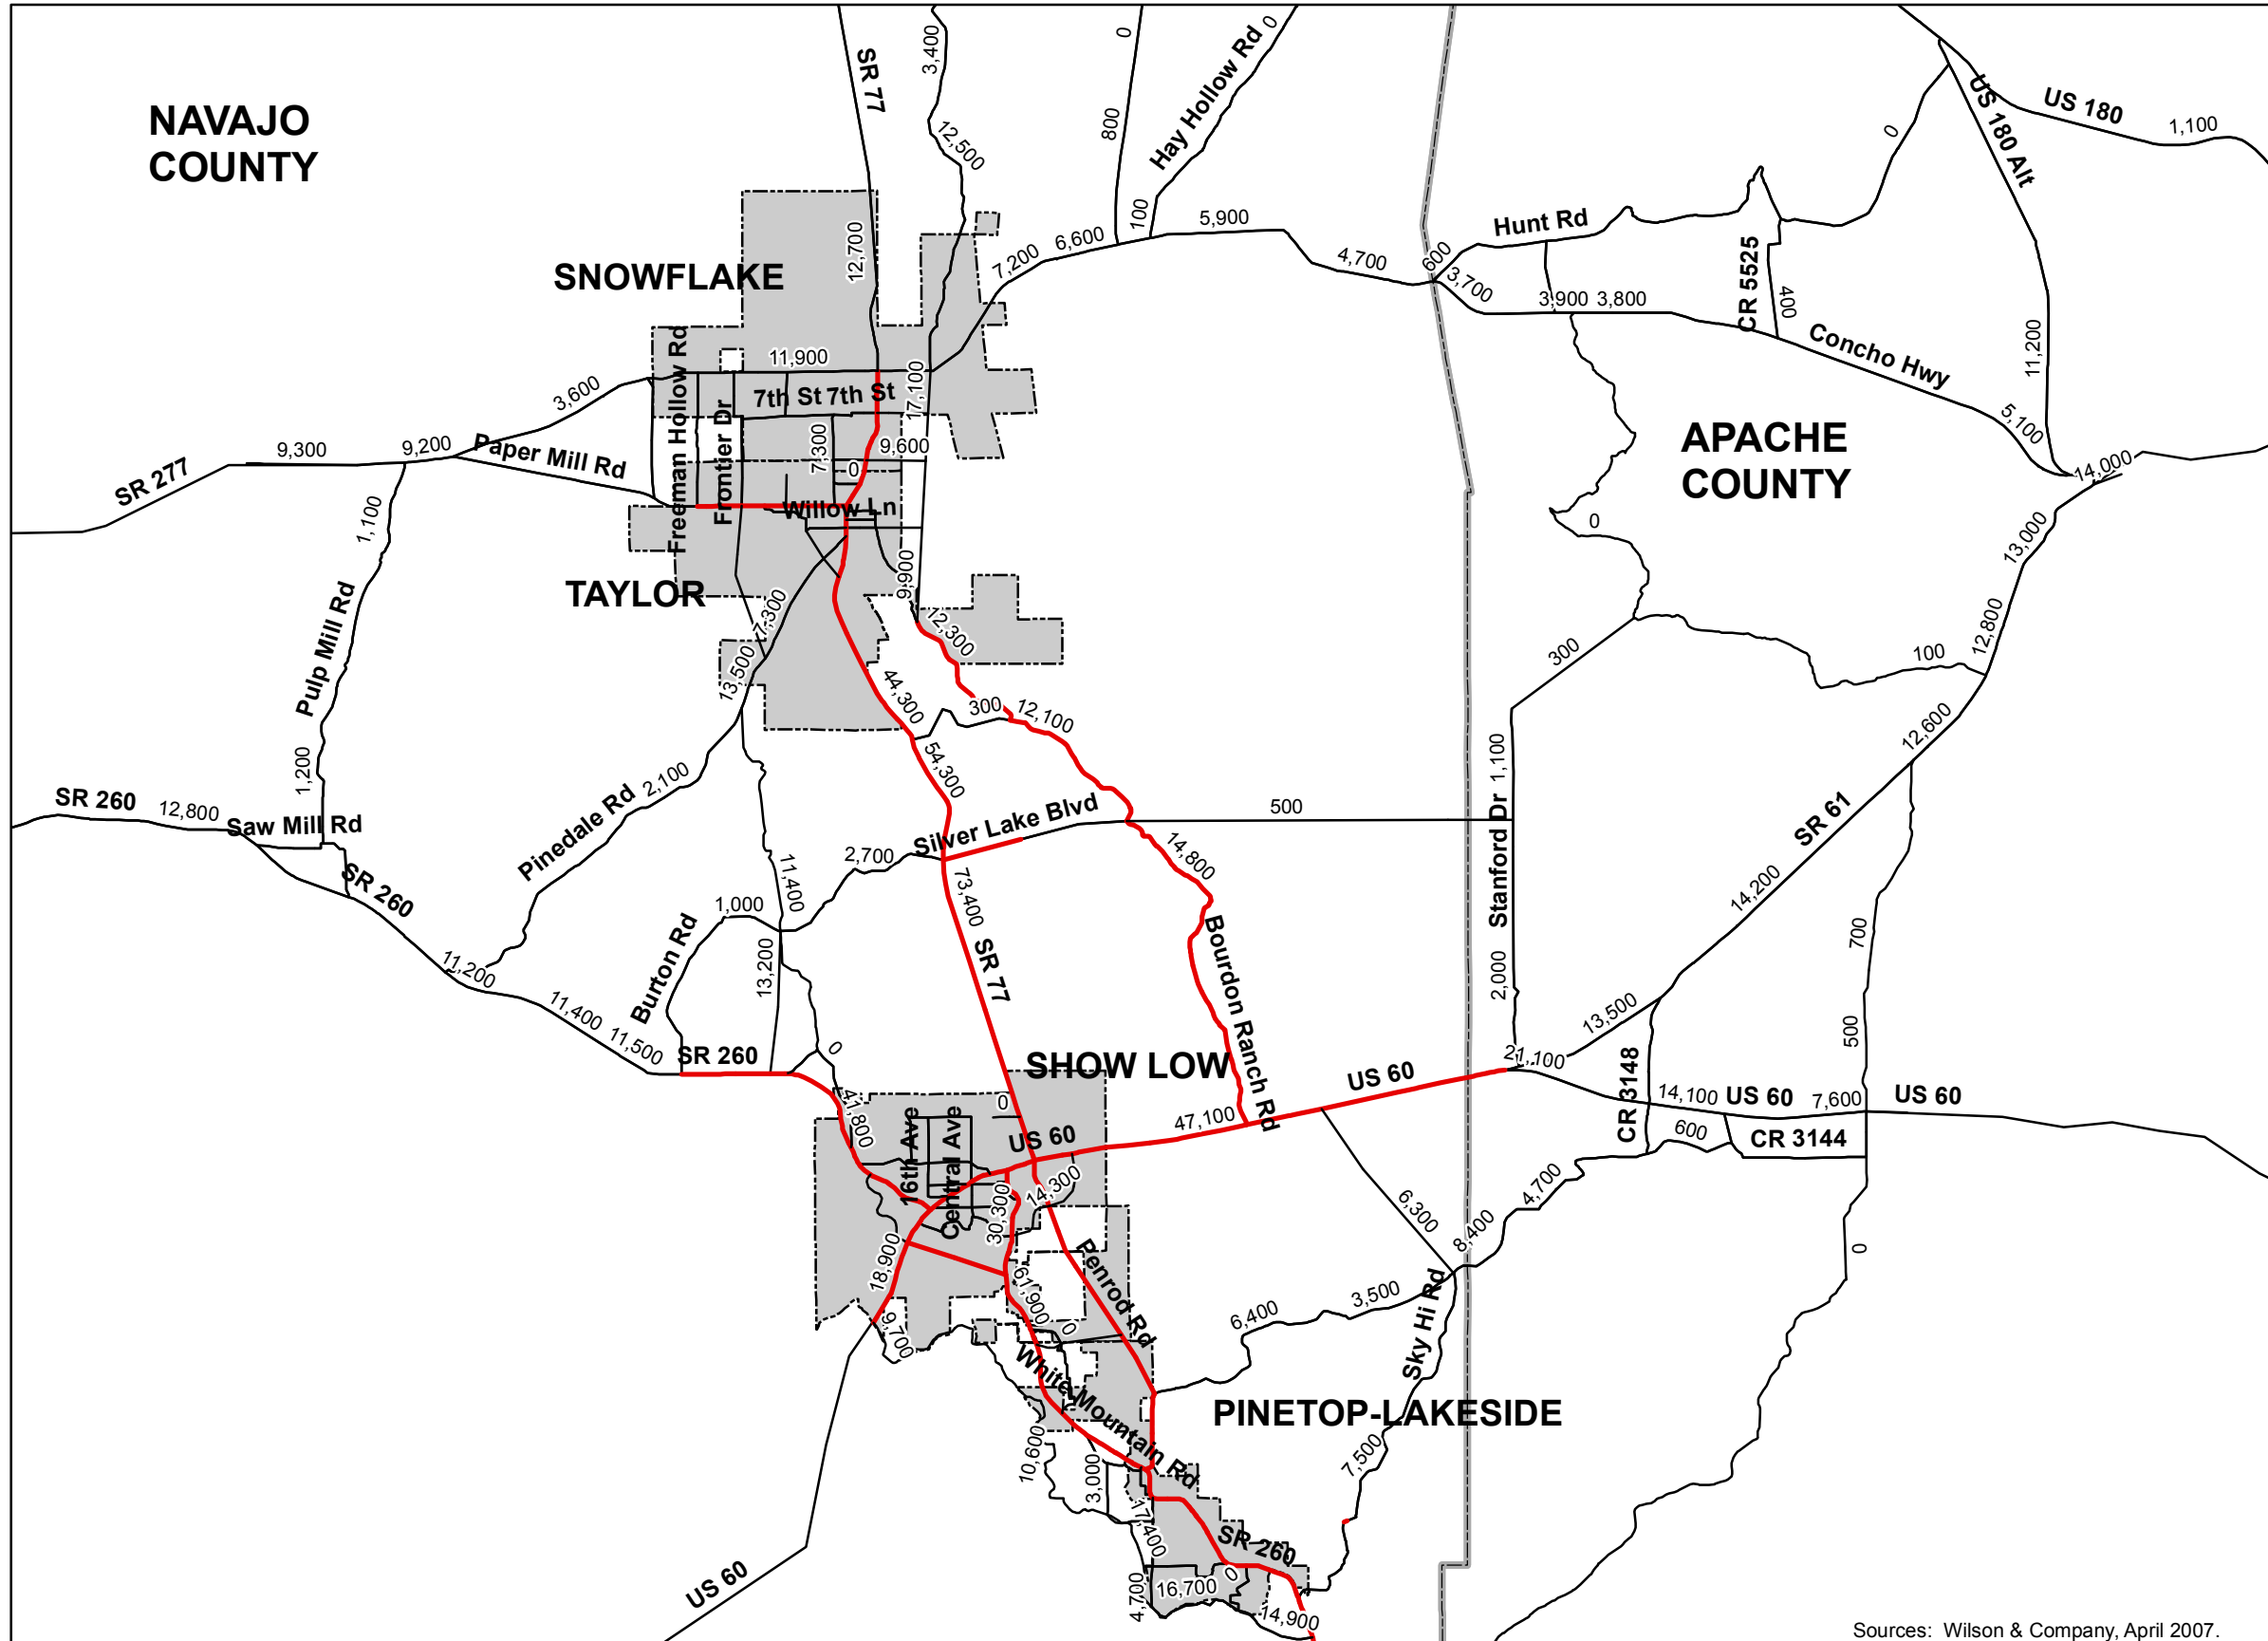 SR 77
3,400
0
Hay Hollow Rd
0
US 180
1,100
US 180 Alt
0
NAVAJO
COUNTY
12,500
800
100
5,900
6,600
7,200
4,700
600
Hunt Rd
3,700
3,900
3,800
CR 5525
400
Concho Hwy
11,200
5,100
14,000
12,700
SNOWFLAKE
11,900
3,600
Freeman Hollow Rd
Frontier Dr
7th St
7th St
17,100
7,300
9,600
0
9,300
9,200
Paper Mill Rd
SR 277
Willow Ln
APACHE
COUNTY
0
13,000
1,100
Pulp Mill Rd
1,200
TAYLOR
9,900
7,300
13,500
12,300
44,300
300
12,100
54,300
300
100
12,800
12,600
1,100
Stanford Dr
2,000
SR 61
14,200
SR 260
12,800
Saw Mill Rd
SR 260
Pinedale Rd
2,100
11,400
2,700
Silver Lake Blvd
500
14,800
73,400
SR 77
Bourdon Ranch Rd
1,000
Burton Rd
13,200
11,200
11,400
11,500
SR 260
0
SHOW LOW
US 60
21,100
13,500
CR 3148
14,100
US 60
7,600
US 60
700
500
600
CR 3144
41,800
16th Ave
Central Ave
0
US 60
47,100
14,300
30,300
18,900
9,700
61,900
0
Penrod Rd
6,300
8,400
4,700
0
6,400
3,500
Sky Hi Rd
White Mountain Rd
PINETOP-LAKESIDE
10,600
3,000
17,400
7,500
SR 260
4,700
16,700
0
14,900
US 60
Sources: Wilson & Company, April 2007.